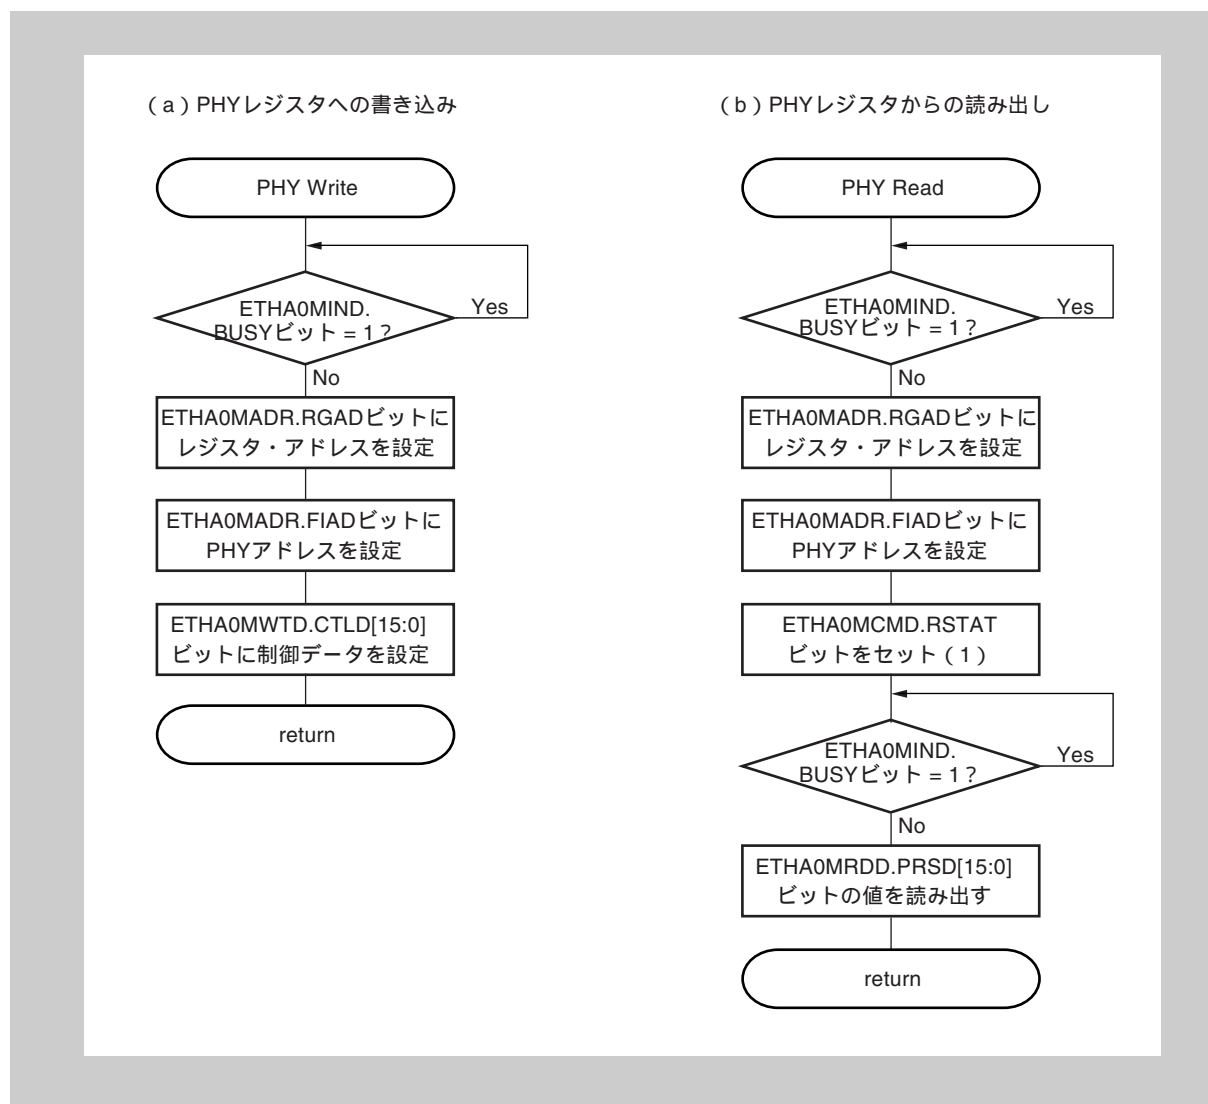 (a)PHYレジスタへの書き込み
PHY Write
ETHA0MIND.
BUSYビット = 1?
Yes
No
ETHA0MADR.RGADビットに
レジスタ・アドレスを設定
ETHA0MADR.FIADビットに
PHYアドレスを設定
ETHA0MWTD.CTLD[15:0]
ビットに制御データを設定
return
(b)PHYレジスタからの読み出し
PHY Read
ETHA0MIND.
BUSYビット = 1?
Yes
No
ETHA0MADR.RGADビットに
レジスタ・アドレスを設定
ETHA0MADR.FIADビットに
PHYアドレスを設定
ETHA0MCMD.RSTAT
ビットをセット(1)
ETHA0MIND.
BUSYビット = 1?
Yes
No
ETHA0MRDD.PRSD[15:0]
ビットの値を読み出す
return